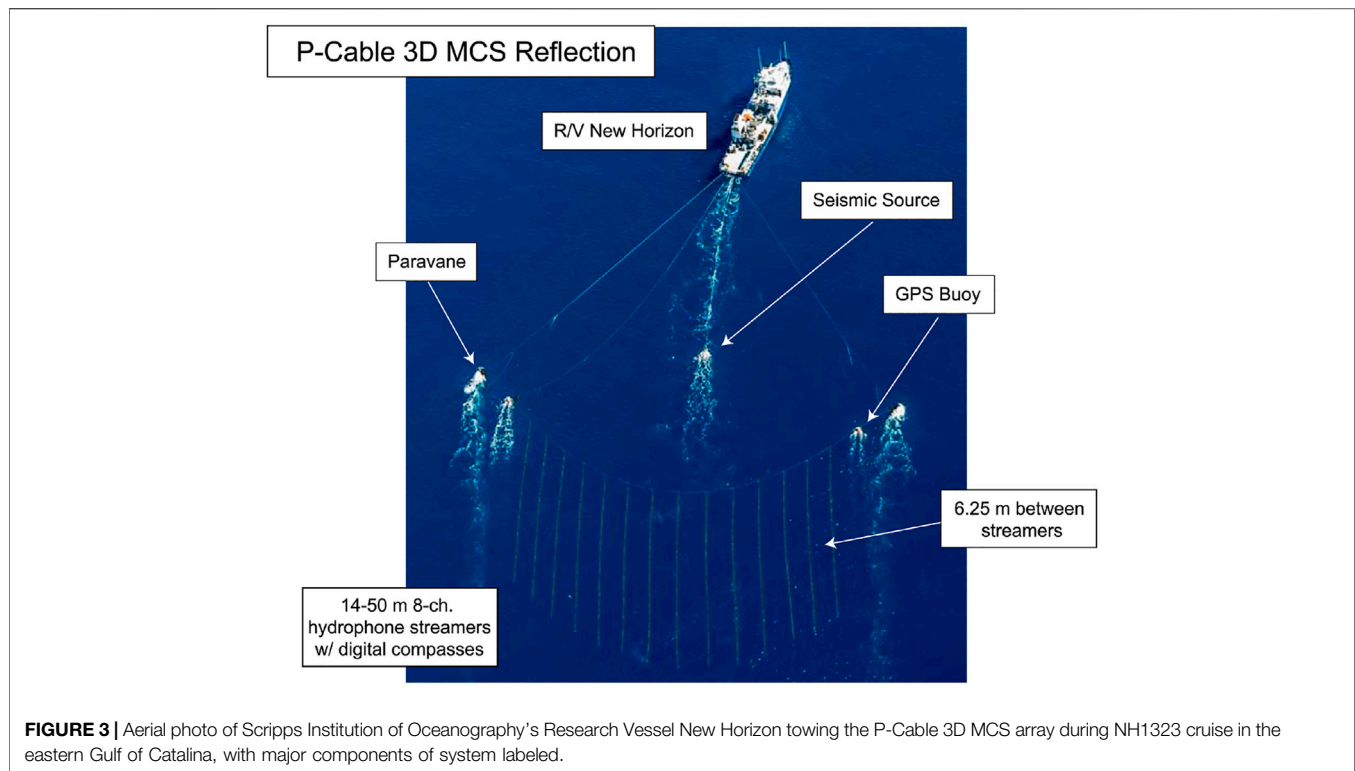 P-Cable 3D MCS Reflection
R/V New Horizon
Seismic Source
Paravane
GPS Buoy
6.25 m between
streamers
14-50 m 8-ch.
hydrophone streamers
w/ digital compasses
FIGURE 3 | Aerial photo of Scripps Institution of Oceanography's Research Vessel New Horizon towing the P-Cable 3D MCS array during NH1323 cruise in the
eastern Gulf of Catalina, with major components of system labeled.